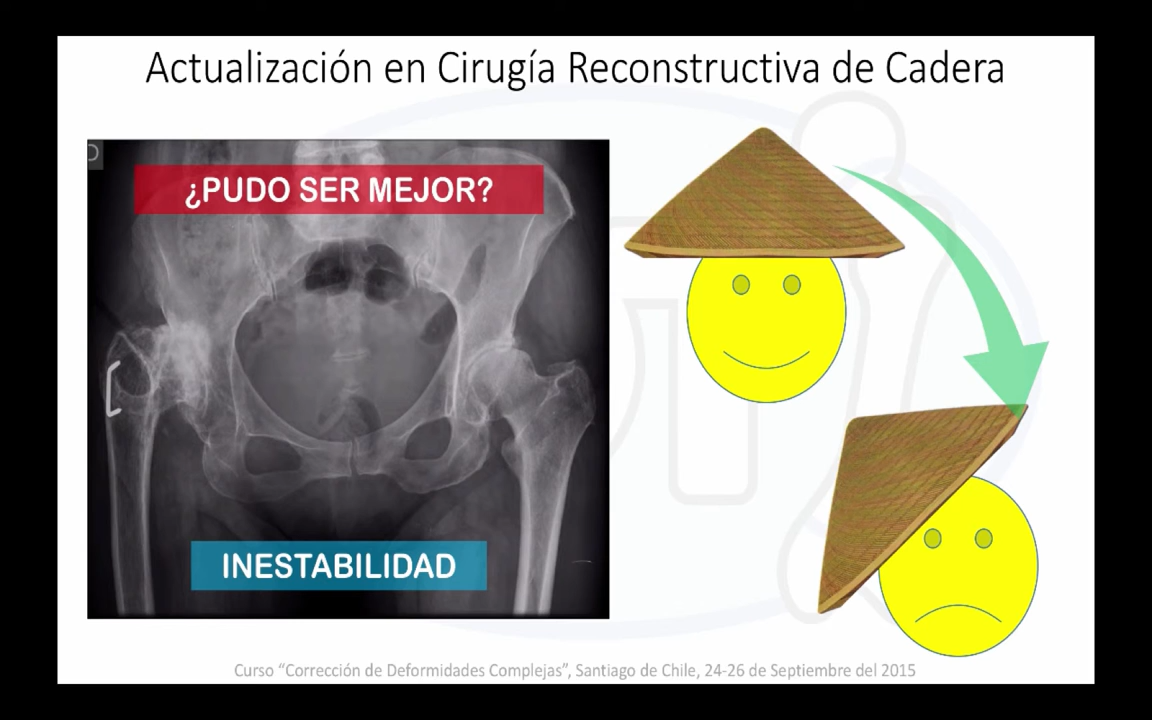 Actualización en Cirugía Reconstructiva de Cadera
D
¿PUDO SER MEJOR?
INESTABILIDAD
Curso “Corrección de Deformidades Complejas”, Santiago de Chile, 24-26 de Septiembre del 2015